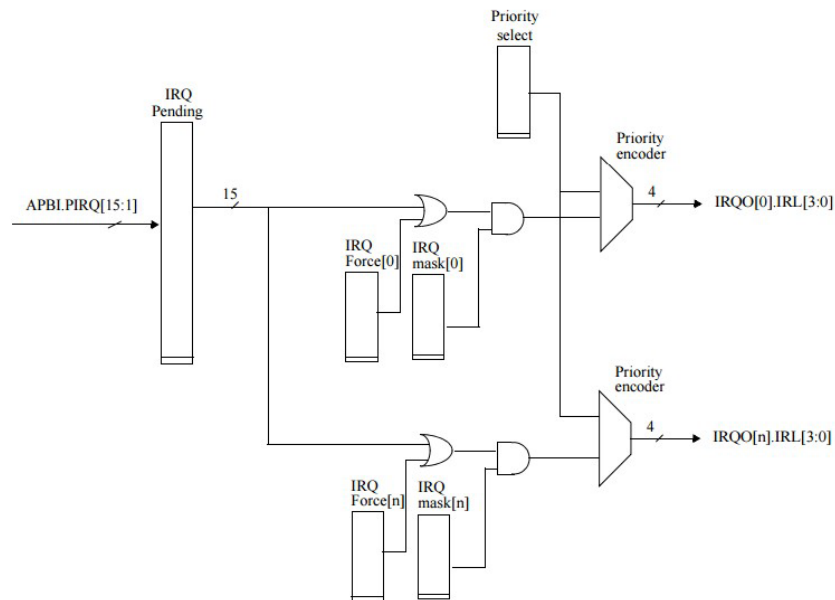 Priority
select
IRQ
Pending
Priority
encoder
15
4
APBI.PIRQ[15:1]
IRQO[0].IRL[3:0]
IRQ
Force[0]
IRQ
mask[0]
Priority
encoder
4
IRQO[n].IRL[3:0]
IRQ
Force[n]
IRQ
mask[n]